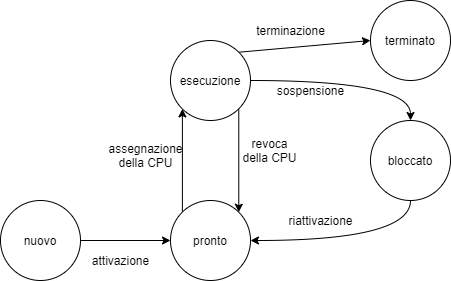 terminazione
terminato
esecuzione
sospensione
assegnazione
della CPU
revoca
della CPU
bloccato
riattivazione
nuovo
attivazione
pronto